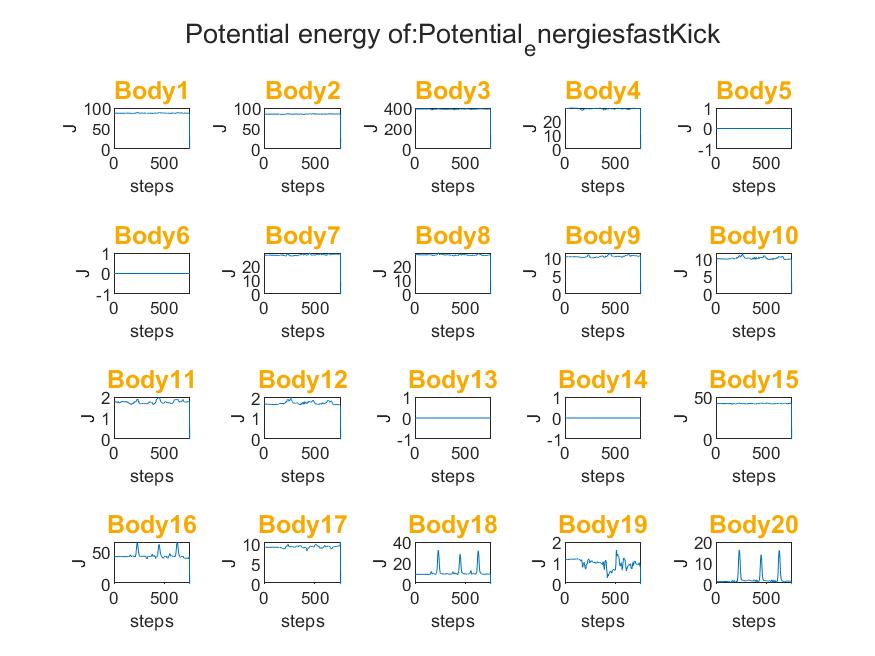 Potential energy of:Potential_energiesfastKick
Body1 Body2 Body3 Body4 Body5
100 100 400 1
J 50 J 50 J 200 J 20 J 0
10
0 0 0 0 -1
0 500 0 500 0 500 0 500 0 500
steps steps steps steps steps
Body6 Body7 Body8 Body9 Body10
1
J 0 J 20 J 20 J 10 J 10
10 10 5 5
-1 0 0 0 0
0 500 0 500 0 500 0 500 0 500
steps steps steps steps steps
Body11 Body12 Body13 Body14 Body15
2 2 1 1 50
J 1 J 1 J 0 J 0 J
0 0 -1 -1 0
0 500 0 500 0 500 0 500 0 500
steps steps steps steps steps
Body16 Body17 Body18 Body19 Body20
10 40 2 20
J 50 J 5 J 20 J 1 J 10
0 0 0 0 0
0 500 0 500 0 500 0 500 0 500
steps steps steps steps steps